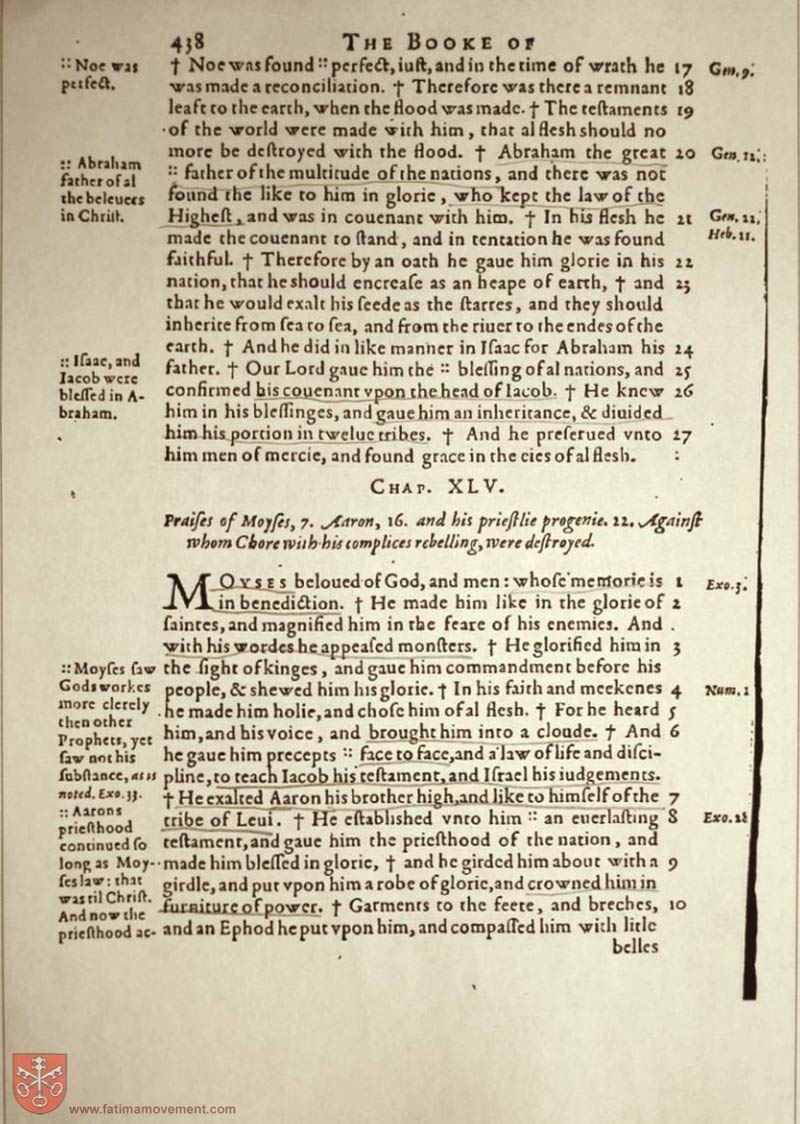 438 THE BOOKE OF
:: Noe was
perfect.
:: Abraham
father of al
the beleuers
in Christ.
:: Iſaac, and
Iacob were
bleſſed in A-
braham.
† Noe was found :: perfect, iuſt, and in the time of wrath he 17
was made a reconciliation. † Therefore was there a remnant 18
leaft to the earth, when the flood was made. † The teſtaments 19
of the world were made with him, that al fleſh should no
more be deſtroyed with the flood. † Abraham the great 20
:: father of the multitude of the nations, and there was not
found the like to him in glorie, who kept the law of the
Higheſt, and was in couenant with him. † In his fleſh he 21
made the couenant to ſtand, and in tentation he was found
faithful. † Therefore by an oath he gaue him glorie in his 22
nation, that he should encreaſe as an heape of earth, † and 23
that he would exalt his ſeede as the ſtarres, and they should
inherite from ſea to ſea, and from the riuer to the endes of the
earth. † And he did in like manner in Iſaac for Abraham his 24
father. † Our Lord gaue him the :: bleſſing of al nations, and 25
confirmed his couenant vpon the head of Iacob. † He knew 26
him in his bleſſinges, and gaue him an inheritance, & diuided
him his portion in twelue tribes. † And he preſerued vnto 27
him men of mercie, and found grace in the eies of al fleſh. :
Gen. 9.
Gen. 12.
Gen. 22.
Heb. 11.
CHAP. XLV.
Praiſes of Moyſes, 7. Aaron, 16. and his prieſtlie progenie. 22. Againſt
whom Chore with his complices rebelling, were deſtroyed.
MOYSES beloued of God, and men: whoſe memorie is 1
in benediction. † He made him like in the glorie of 2
ſaintes, and magnified him in the feare of his enemies. And .
with his wordes he appeaſed monſters. † He glorified him in 3
the ſight of kinges, and gaue him commandment before his
people, & shewed him his glorie. † In his faith and meekenes 4
he made him holie, and choſe him of al flesh. † For he heard 5
him, and his voice, and brought him into a cloude. † And 6
he gaue him precepts :: face to face, and a law of life and diſci-
pline, to teach Iacob his teſtament, and Iſrael his iudgements.
† He exalted Aaron his brother high, and like to himſelf of the 7
tribe of Leui. † He eſtablished vnto him :: an euerlaſting 8
teſtament, and gaue him the prieſthood of the nation, and
made him bleſſed in glorie, † and he girded him about with a 9
girdle, and put vpon him a robe of glorie, and crowned him in
furniture of power. † Garments to the feete, and breches, 10
and an Ephod he put vpon him, and compaſſed him with litle
belles
:: Moyſes ſaw
Gods workes
more clerely
then other
Prophets, yet
ſaw not his
ſubſtance, as is
noted. Exo. 33.
:: Aarons
prieſthood
continued ſo
long as Moy-
ſes law: that
was til Chriſt.
And now the
prieſthood ac-
Exo. 3.
Num. 1
Exo. 28
www.fatimamovement.com